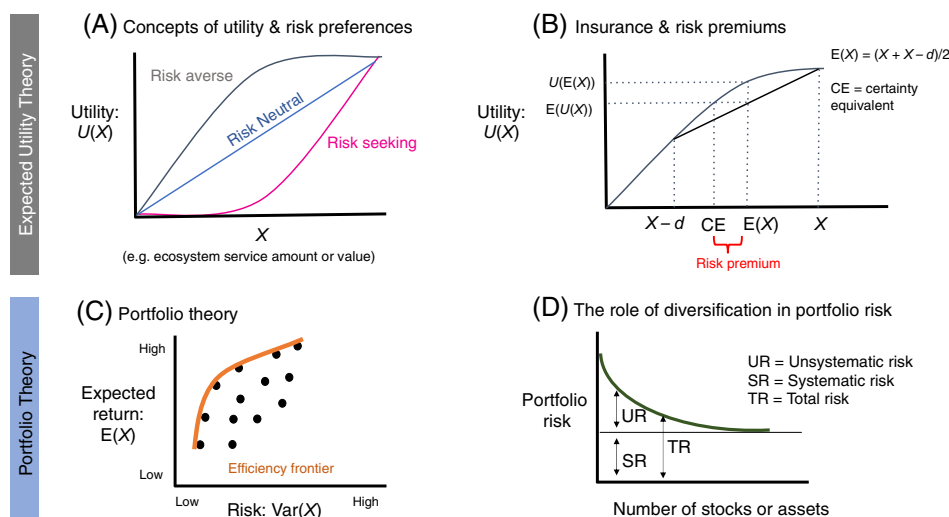 Expected Utility Theory
(A) Concepts of utility & risk preferences
Utility:
U(X)
Risk averse
Risk Neutral
Risk seeking
X
(e.g. ecosystem service amount or value)
(B) Insurance & risk premiums
Utility:
U(X)
U(E(X))
E(U(X))
E(X) = (X + X – d)/2
CE = certainty
equivalent
X – d
CE
E(X)
X
Risk premium
Portfolio Theory
(C) Portfolio theory
High
Expected
return:
E(X)
Low
Efficiency frontier
Low
High
Risk: Var(X)
(D) The role of diversification in portfolio risk
Portfolio
risk
UR = Unsystematic risk
SR = Systematic risk
TR = Total risk
UR
TR
SR
Number of stocks or assets